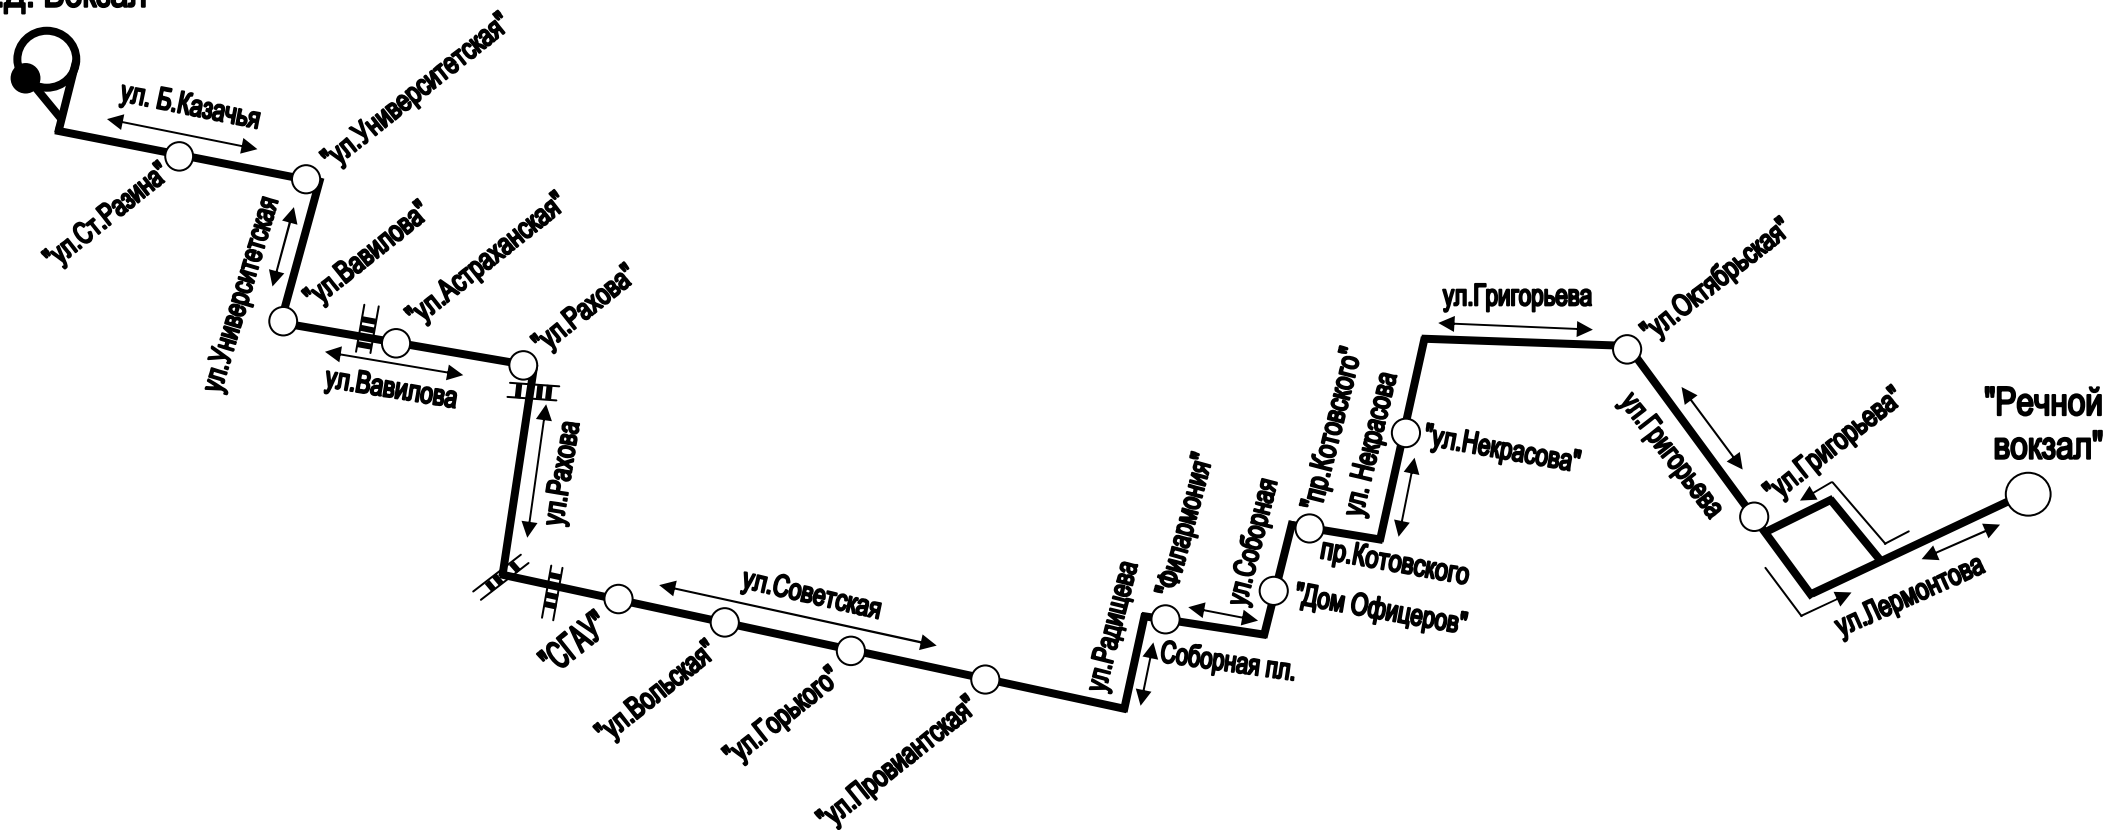 Вокзал
ул. Б.Казачья
"ул.Университетская"
"ул.Ст.Разина"
ул.Университетская
"ул.Вавилова"
"ул.Астраханская"
"ул.Рахова"
ул.Вавилова
ул.Рахова
"СГАУ"
ул.Советская
"ул.Вольская"
"ул.Горького"
"ул.Провиантская"
ул.Радищева
"Филармония"
Соборная пл.
ул.Соборная
"Дом Офицеров"
"пр.Котовского"
пр.Котовского
ул. Некрасова
"ул.Некрасова"
ул.Григорьева
"ул.Октябрьская"
ул.Григорьева
"ул.Григорьева"
ул.Лермонтова
"Речной
вокзал"